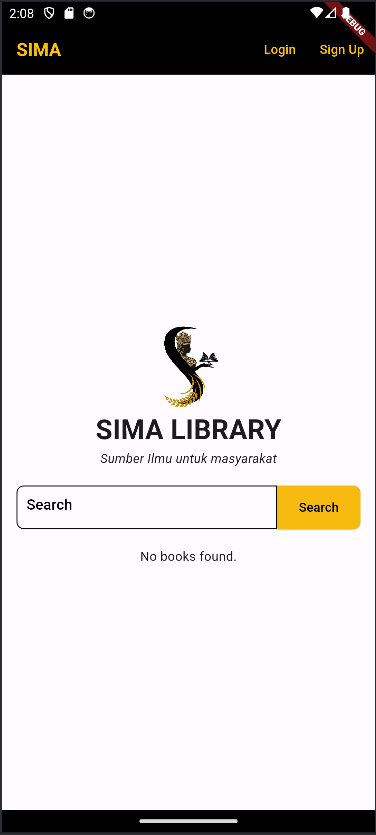 2:08
DEBUG
SIMA Login Sign Up
SIMA LIBRARY
Sumber Ilmu untuk masyarakat
Search Search
No books found.